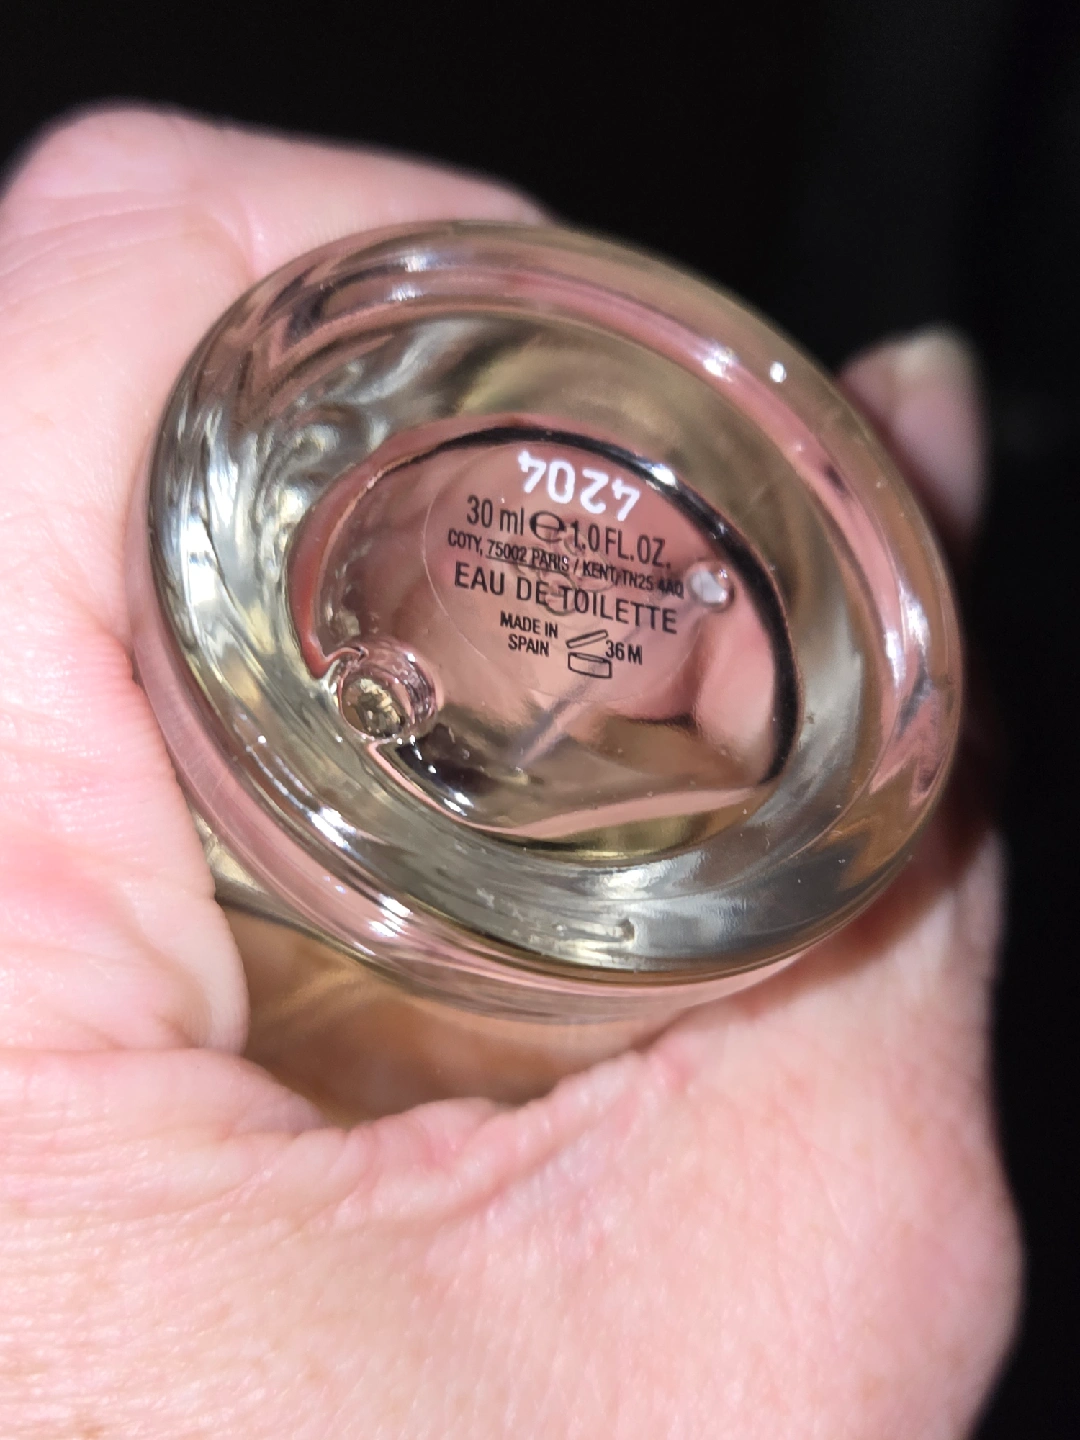 4204
30 ml ℮ 1.0 FL.OZ.
COTY, 75002 PARIS / KENT, TN25 4AQ
EAU DE TOILETTE
MADE IN
SPAIN
36 M